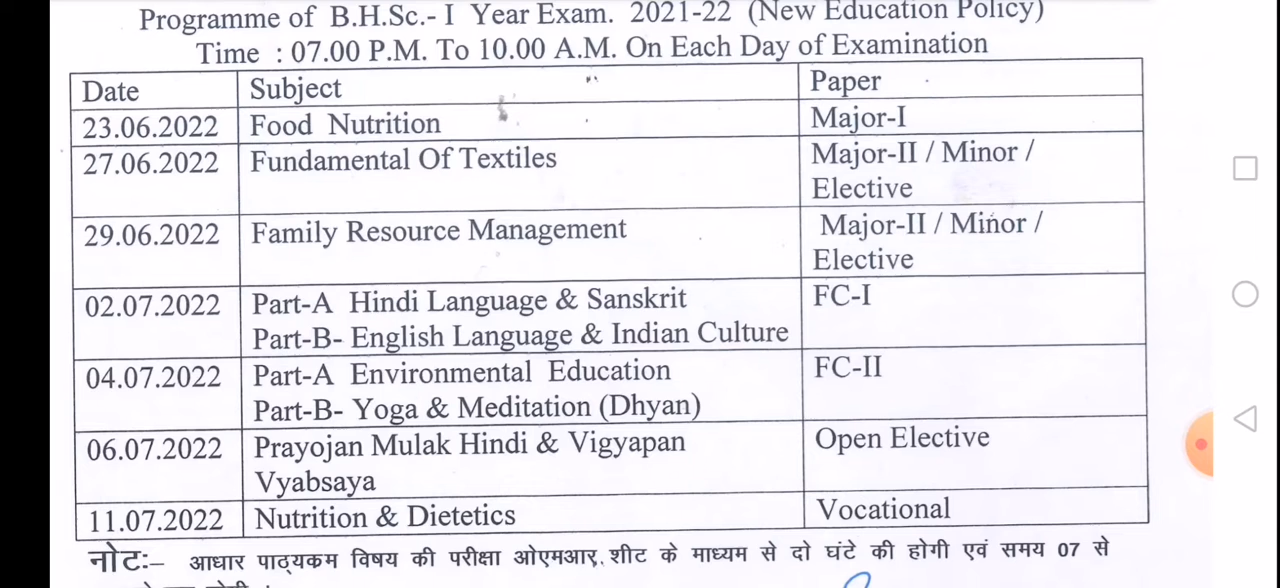 Programme of B.H.Sc.- I Year Exam. 2021-22 (New Education Policy)
Time : 07.00 P.M. To 10.00 A.M. On Each Day of Examination
Date Subject Paper
23.06.2022 Food Nutrition Major-I
27.06.2022 Fundamental Of Textiles Major-II / Minor /
Elective
29.06.2022 Family Resource Management Major-II / Minor /
Elective
02.07.2022 Part-A Hindi Language & Sanskrit FC-I
Part-B- English Language & Indian Culture
04.07.2022 Part-A Environmental Education FC-II
Part-B- Yoga & Meditation (Dhyan)
06.07.2022 Prayojan Mulak Hindi & Vigyapan Open Elective
Vyabsaya
11.07.2022 Nutrition & Dietetics Vocational
नोटः– आधार पाठ्यकम विषय की परीक्षा ओएमआर. शीट के माध्यम से दो घंटे की होगी एवं समय 07 से